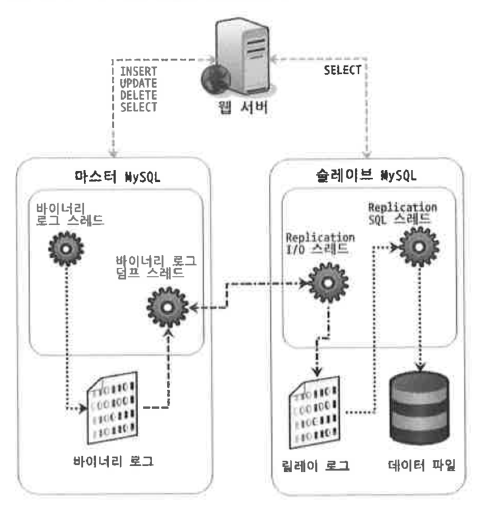 INSERT
UPDATE
DELETE
SELECT
SELECT
웹 서버
마스터 MySQL
슬레이브 MySQL
바이너리
로그 스레드
바이너리 로그
덤프 스레드
Replication
I/O 스레드
Replication
SQL 스레드
바이너리 로그
릴레이 로그
데이터 파일